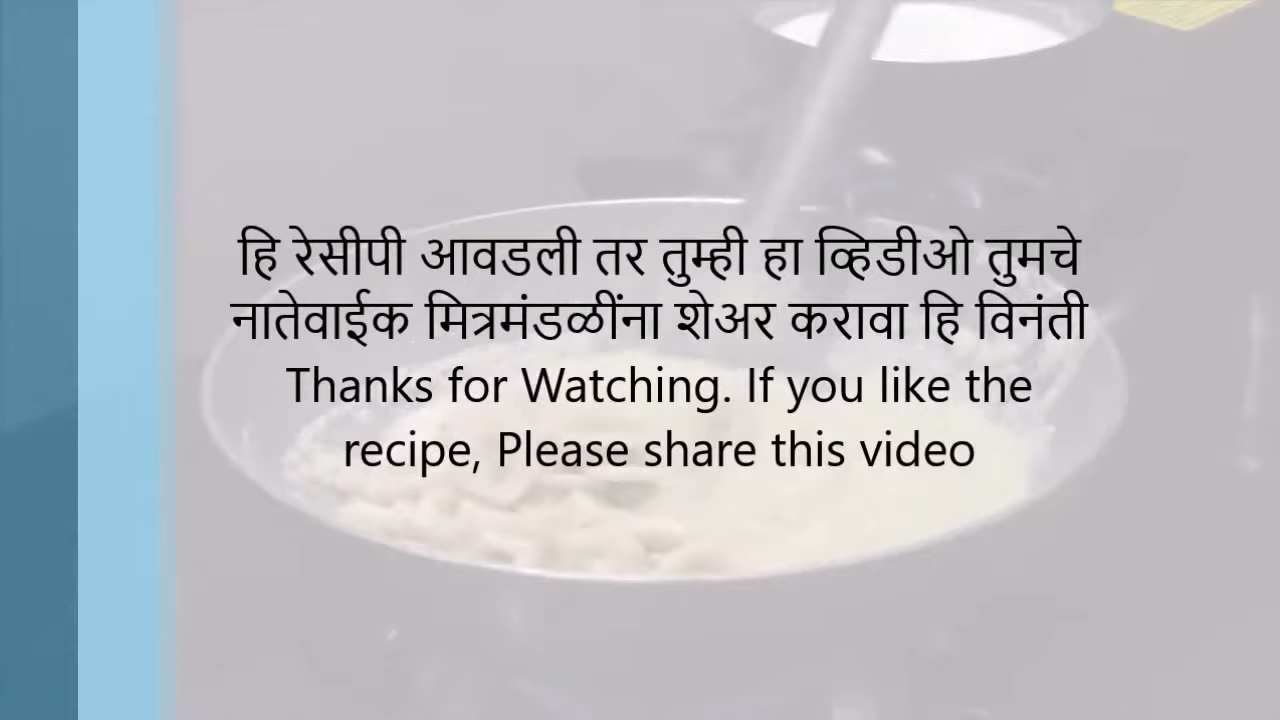 हि रेसीपी आवडली तर तुम्ही हा व्हिडीओ तुमचे
नातेवाईक मित्रमंडळींना शेअर करावा हि विनंती
Thanks for Watching. If you like the
recipe, Please share this video